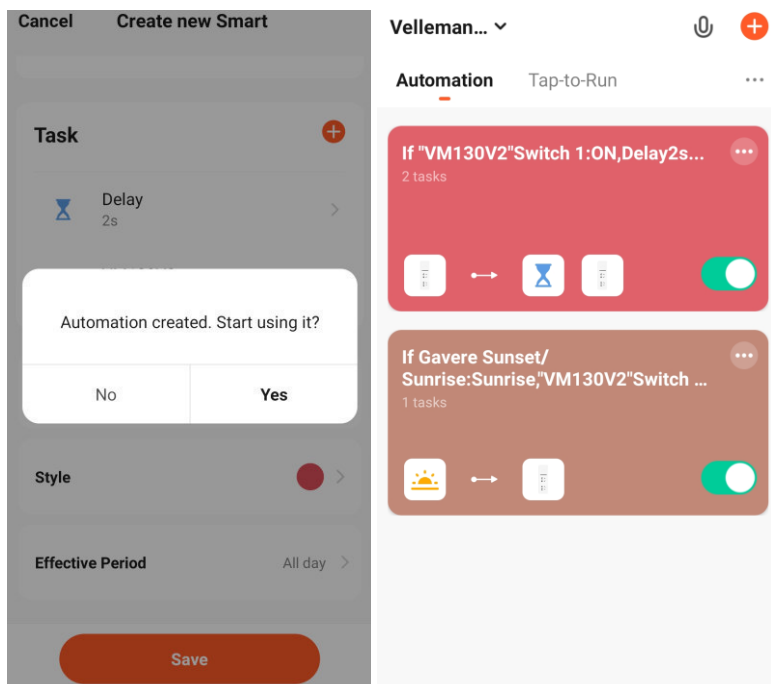 Cancel Create new Smart
Task
Delay
2s
Automation created. Start using it?
No Yes
Style
Effective Period All day
Save
Velleman...
Automation Tap-to-Run
If "VM130V2"Switch 1:ON,Delay2s...
2 tasks
If Gavere Sunset/
Sunrise:Sunrise,"VM130V2"Switch ...
1 tasks